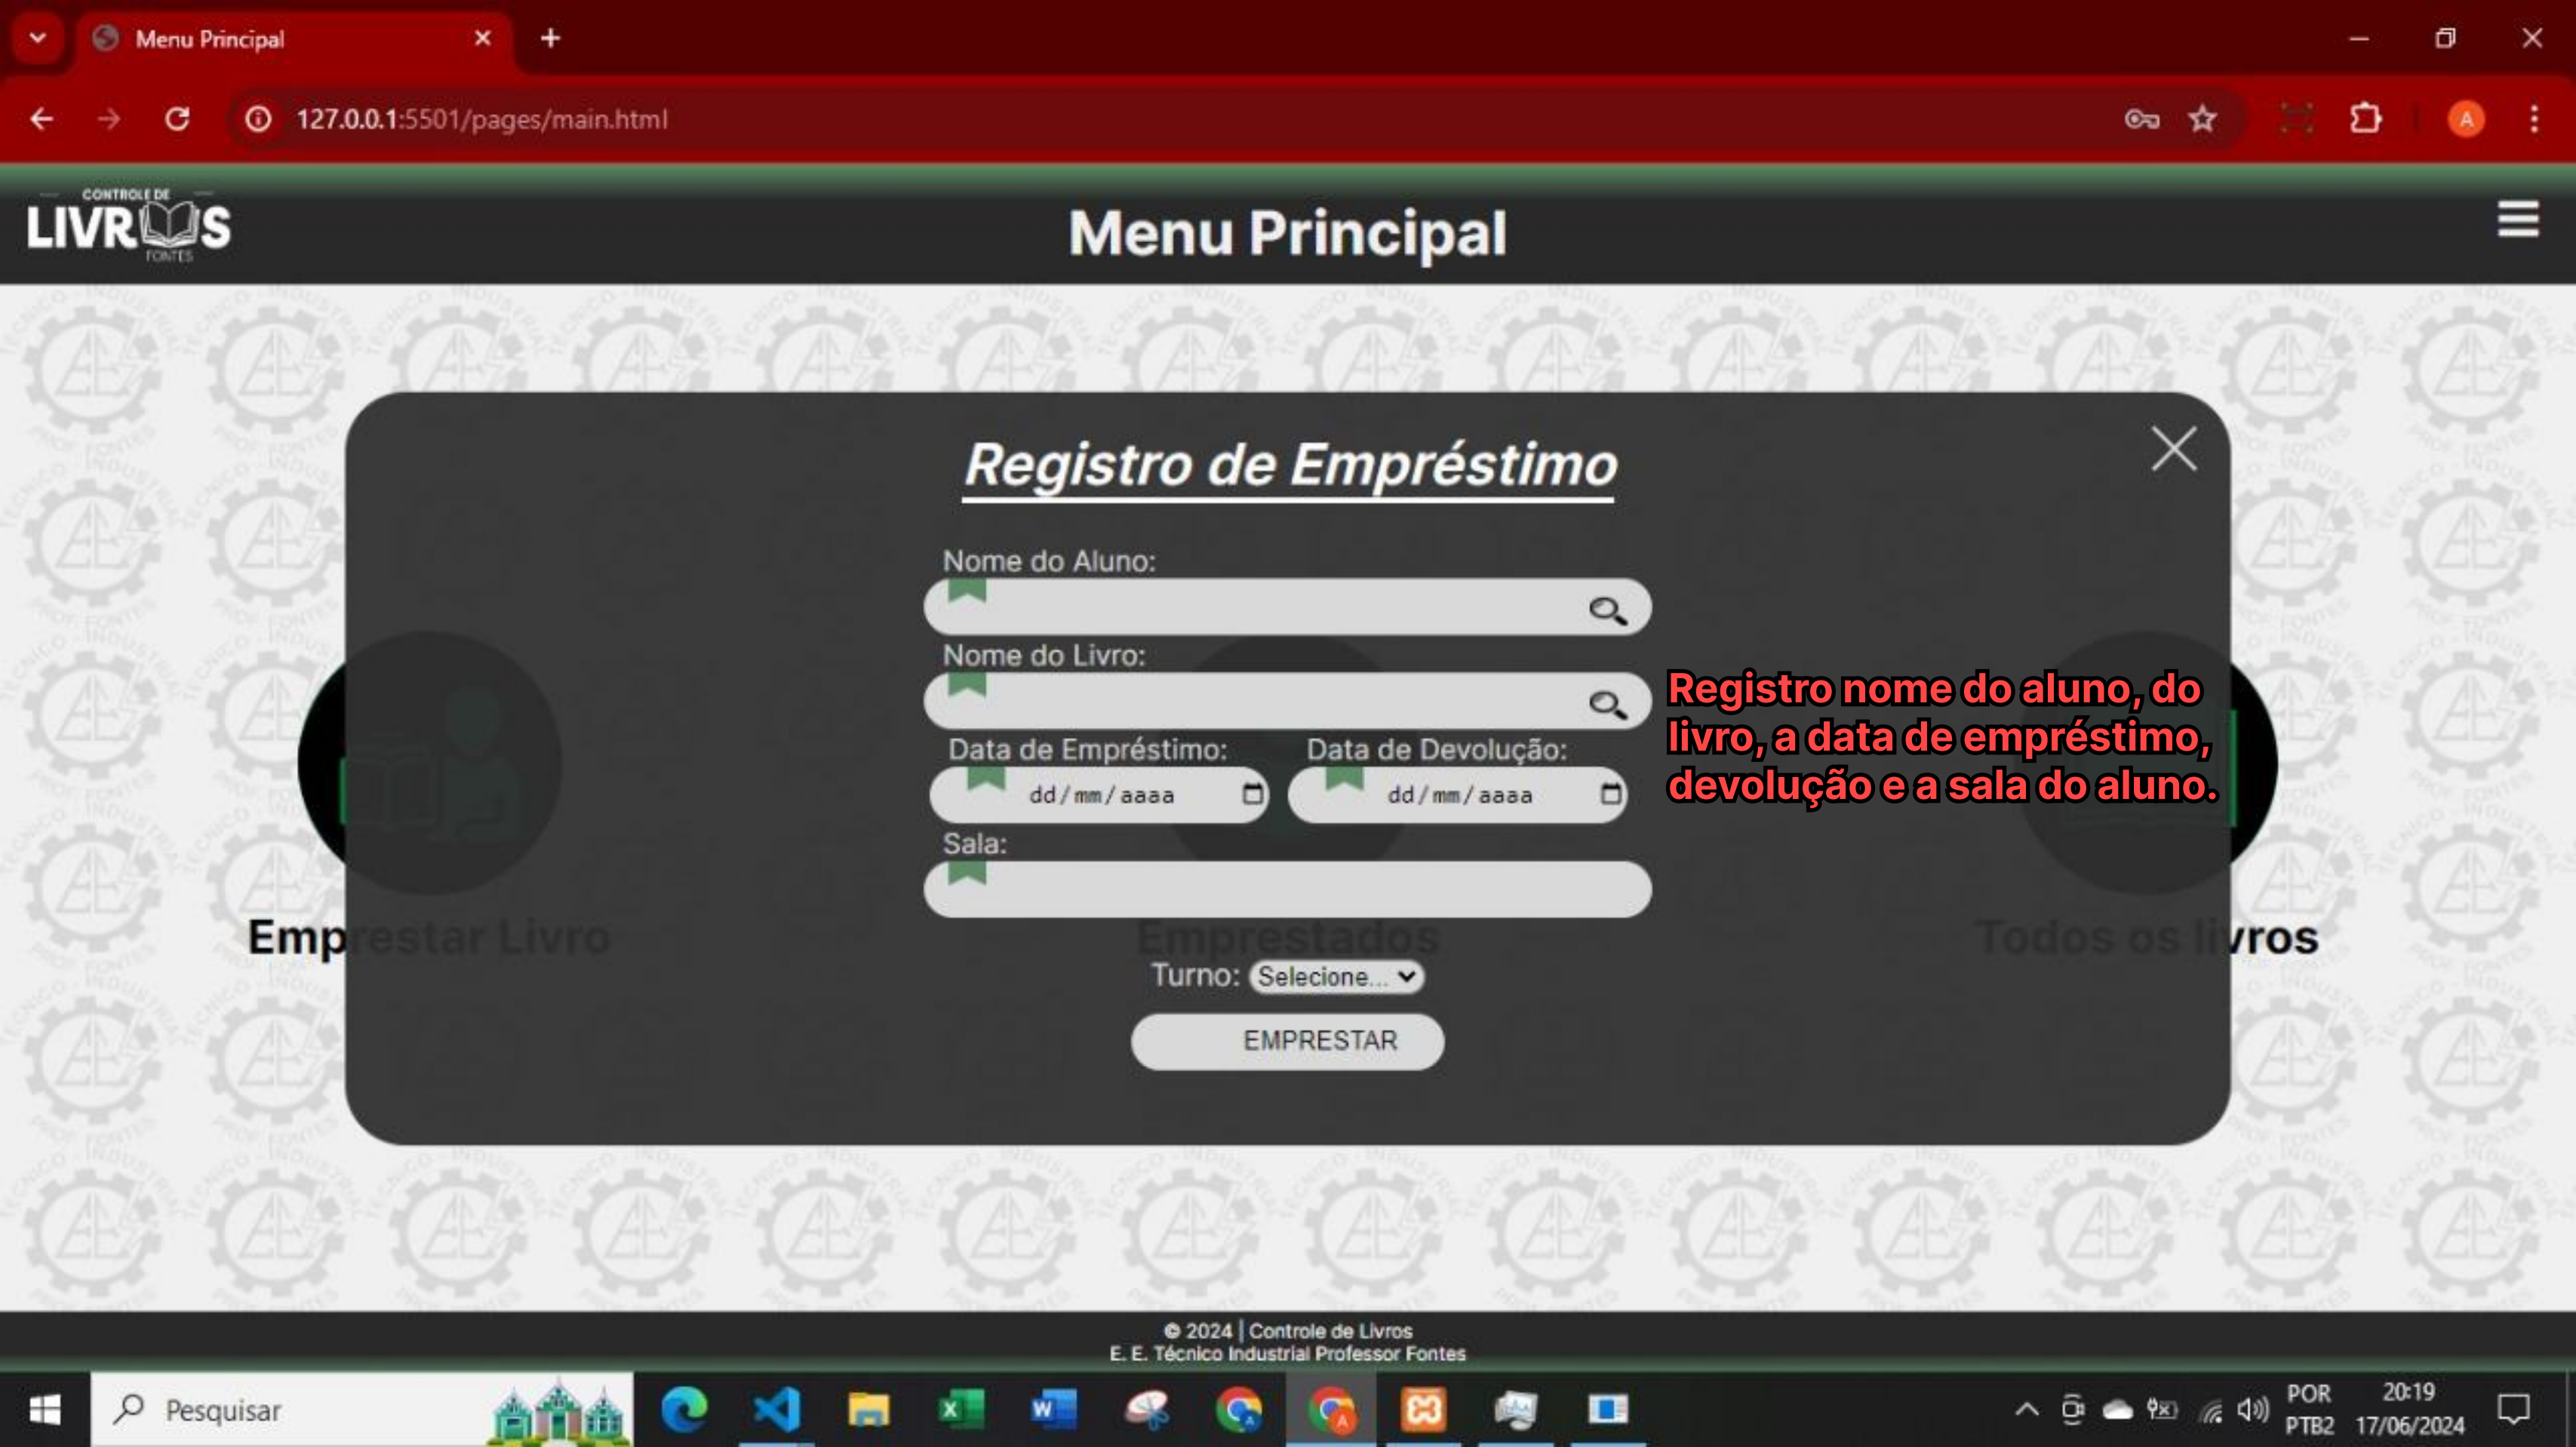 Menu Principal
127.0.0.1:5501/pages/main.html
A
CONTROLE DE
LIVROS
FONTES
Menu Principal
Registro de Empréstimo
Nome do Aluno:
Nome do Livro:
Registro nome do aluno, do
livro, a data de empréstimo,
devolução e a sala do aluno.
Data de Empréstimo: Data de Devolução:
dd/mm/aaaa dd/mm/aaaa
Sala:
Emprestar Livro Emprestados Todos os livros
Turno: Selecione...
EMPRESTAR
© 2024 | Controle de Livros
E. E. Técnico Industrial Professor Fontes
Pesquisar
POR 20:19
PTB2 17/06/2024